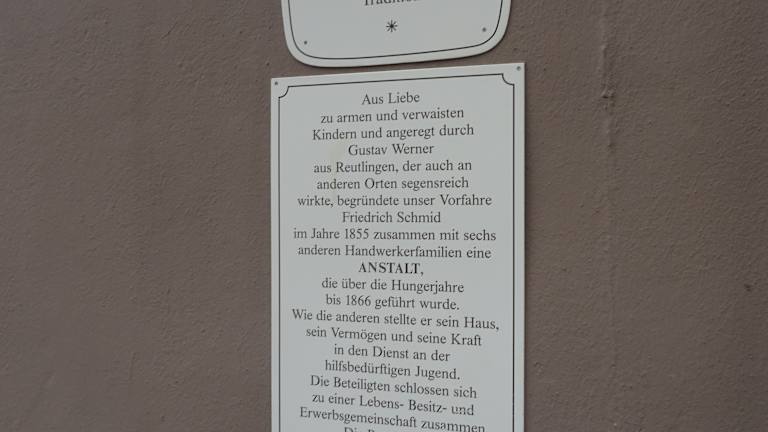 Aus Liebe
zu armen und verwaisten
Kindern und angeregt durch
Gustav Werner
aus Reutlingen, der auch an
anderen Orten segensreich
wirkte, begründete unser Vorfahre
Friedrich Schmid
im Jahre 1855 zusammen mit sechs
anderen Handwerkerfamilien eine
ANSTALT,
die über die Hungerjahre
bis 1866 geführt wurde.
Wie die anderen stellte er sein Haus,
sein Vermögen und seine Kraft
in den Dienst an der
hilfsbedürftigen Jugend.
Die Beteiligten schlossen sich
zu einer Lebens- Besitz- und
Erwerbsgemeinschaft zusammen